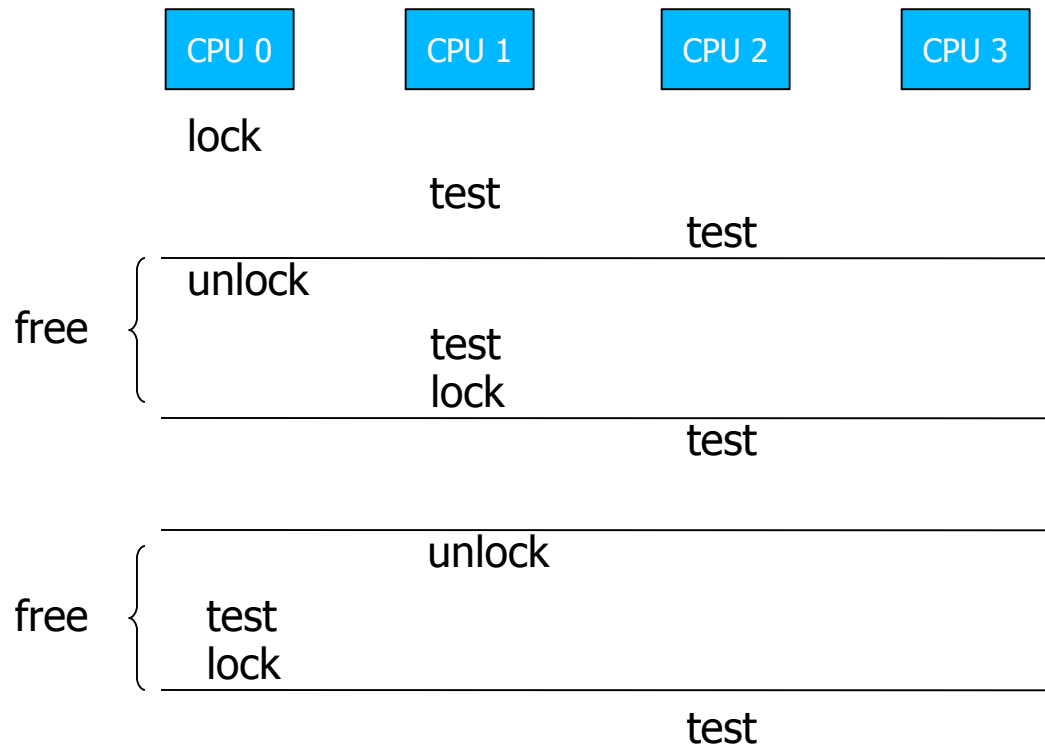 CPU 0 CPU 1 CPU 2 CPU 3
lock
test
test
unlock
free
test
lock
test
unlock
free test
lock
test